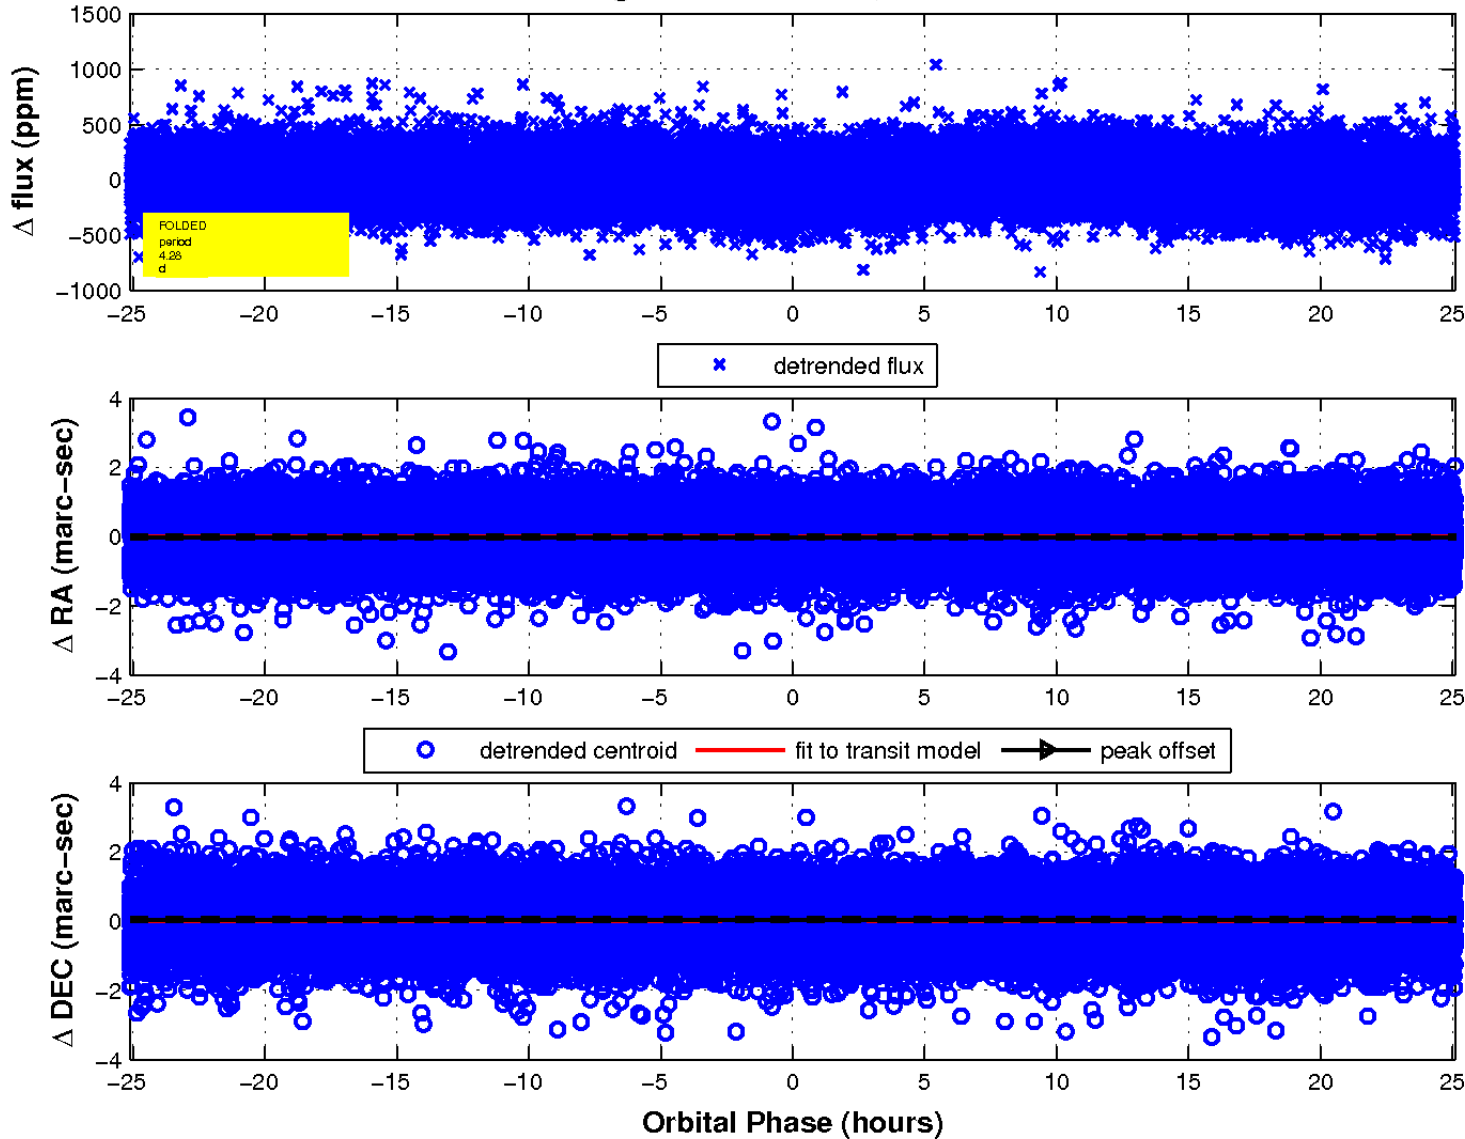 1500
1000
500
0
−500
−1000
Δ flux (ppm)
FOLDED
period
4.28
d
−25 −20 −15 −10 −5 0 5 10 15 20 25
detrended flux
4
2
0
−2
−4
Δ RA (marc−sec)
−25 −20 −15 −10 −5 0 5 10 15 20 25
detrended centroid fit to transit model peak offset
4
2
0
−2
−4
Δ DEC (marc−sec)
−25 −20 −15 −10 −5 0 5 10 15 20 25
Orbital Phase (hours)